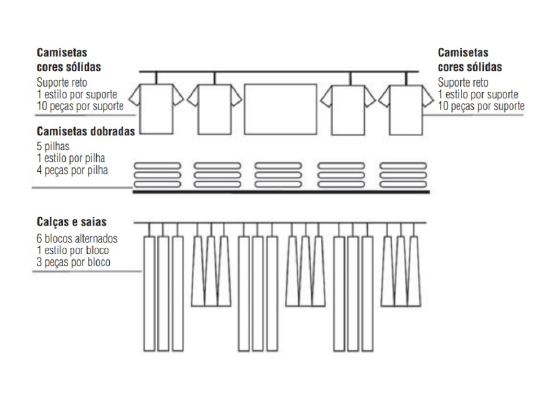 Camisetas
cores sólidas
Suporte reto
1 estilo por suporte
10 peças por suporte
Camisetas dobradas
5 pilhas
1 estilo por pilha
4 peças por pilha
Calças e saias
6 blocos alternados
1 estilo por bloco
3 peças por bloco
Camisetas
cores sólidas
Suporte reto
1 estilo por suporte
10 peças por suporte